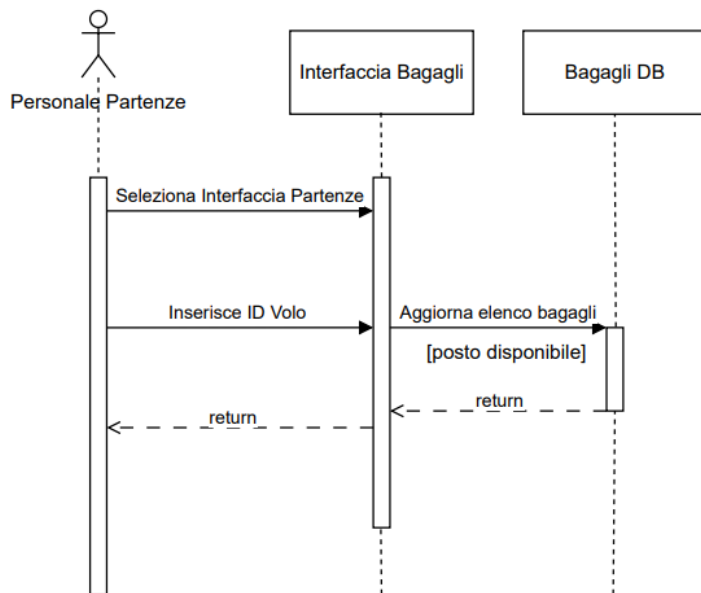 Interfaccia Bagagli
Bagagli DB
Personale Partenze
Seleziona Interfaccia Partenze
Inserisce ID Volo
Aggiorna elenco bagagli
[posto disponibile]
return
return